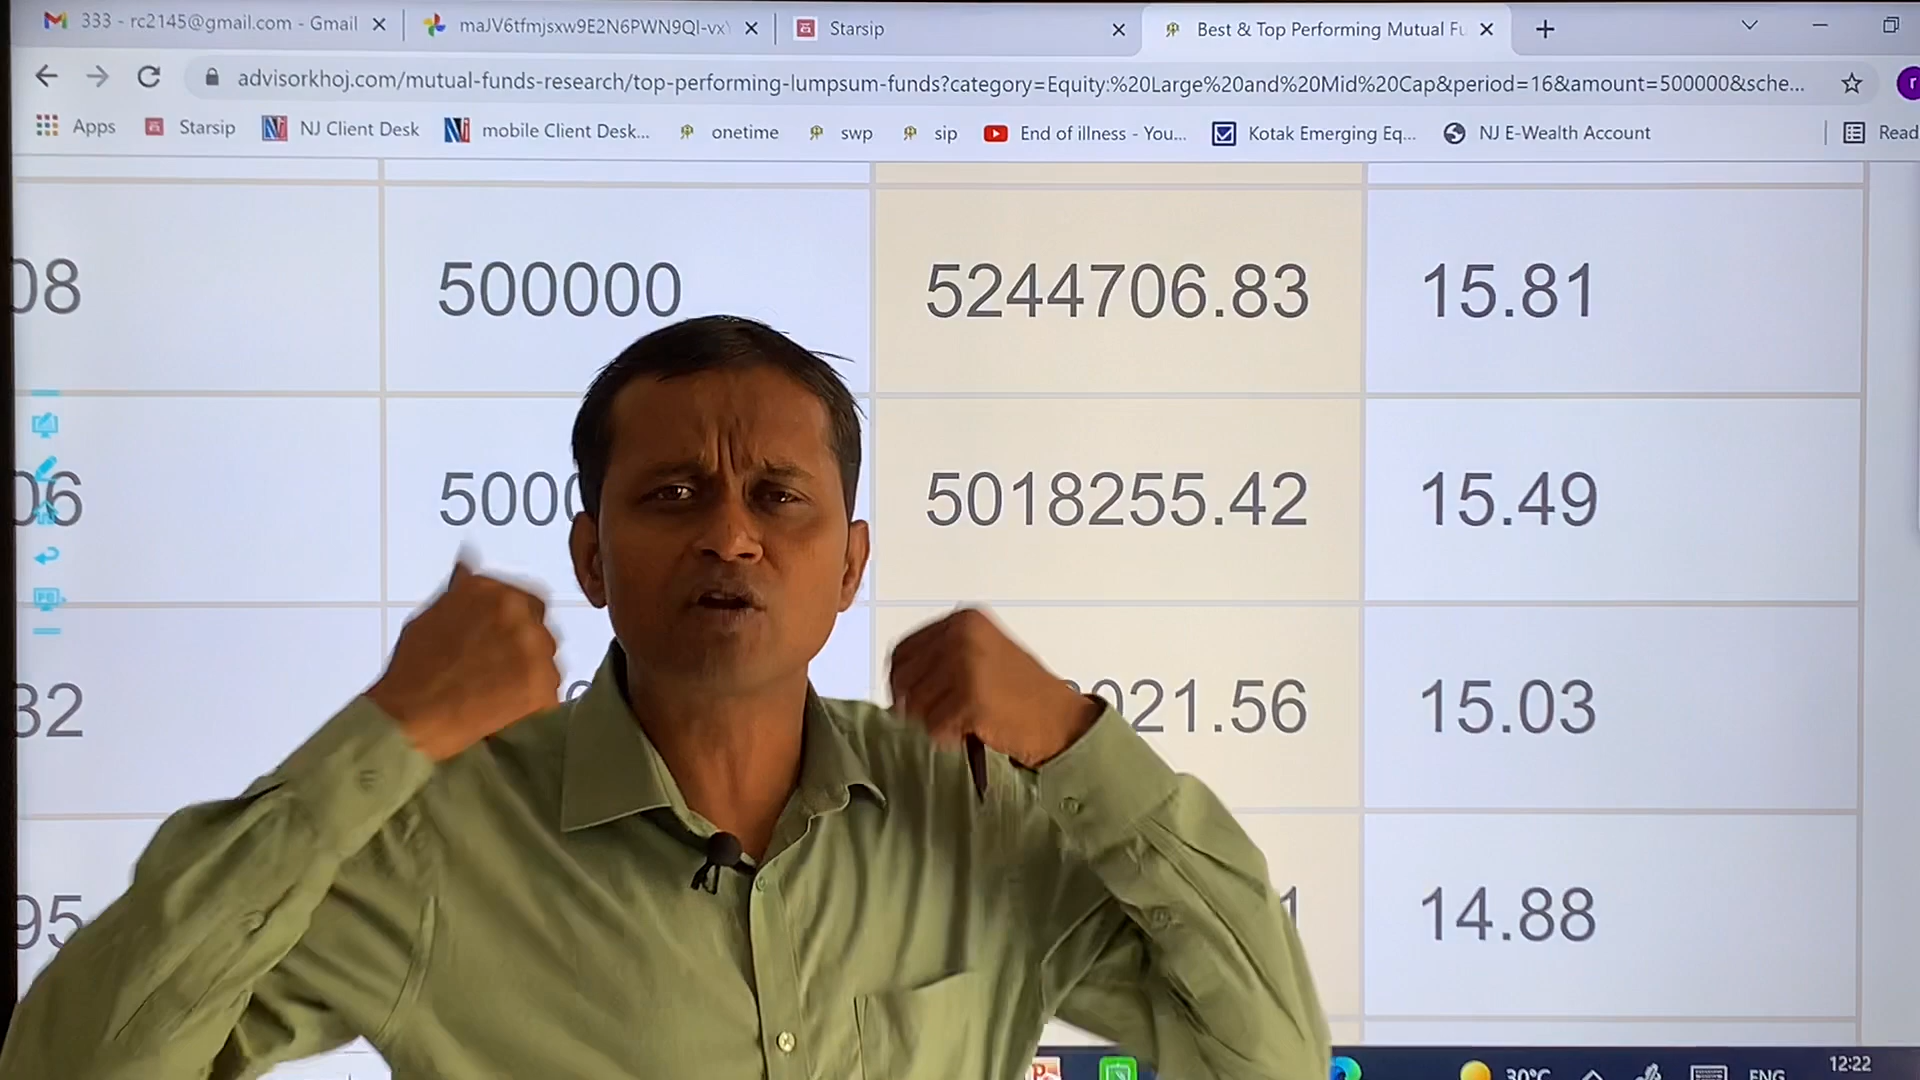 333 - rc2145@gmail.com - Gmail
maJV6tfmjsxw9E2N6PWN9QI-vx
Starsip
Best & Top Performing Mutual Fu
advisorkhoj.com/mutual-funds-research/top-performing-lumpsum-funds?category=Equity:%20Large%20and%20Mid%20Cap&period=16&amount=500000&sche...
Apps
Starsip
NJ Client Desk
mobile Client Desk...
onetime
swp
sip
End of illness - You...
Kotak Emerging Eq...
NJ E-Wealth Account
Read
08 500000 5244706.83 15.81
06 500 5018255.42 15.49
32 021.56 15.03
95 1 14.88
30°C
ENG
12:22